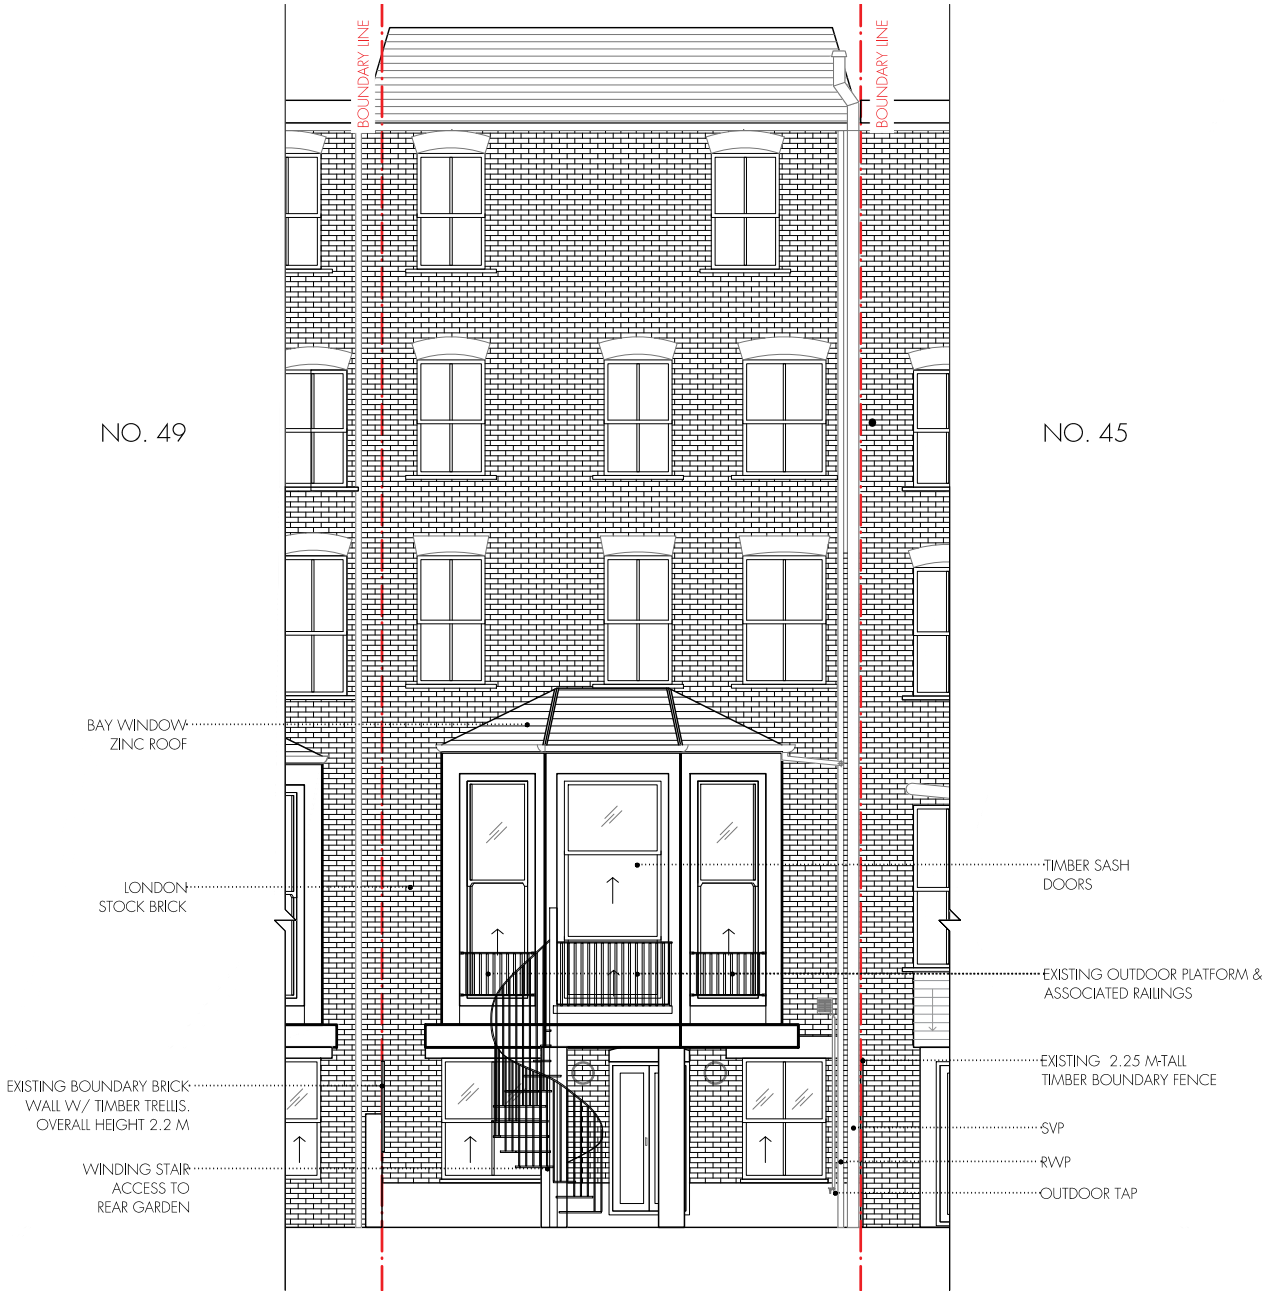 BOUNDARY LINE
BOUNDARY LINE
NO. 49
NO. 45
BAY WINDOW
ZINC ROOF
LONDON
STOCK BRICK
EXISTING BOUNDARY BRICK
WALL W/ TIMBER TRELLIS.
OVERALL HEIGHT 2.2 M
WINDING STAIR
ACCESS TO
REAR GARDEN
TIMBER SASH
DOORS
EXISTING OUTDOOR PLATFORM &
ASSOCIATED RAILINGS
EXISTING 2.25 M-TALL
TIMBER BOUNDARY FENCE
SVP
RWP
OUTDOOR TAP